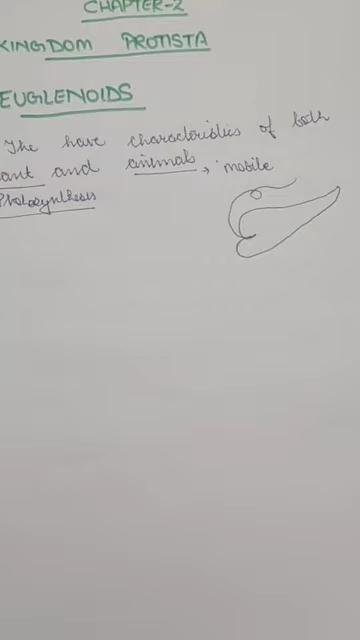 CHAPTER-2
KINGDOM PROTISTA
EUGLENOIDS
The have characteristics of both
ant and animals → mobile
Photosynthesis